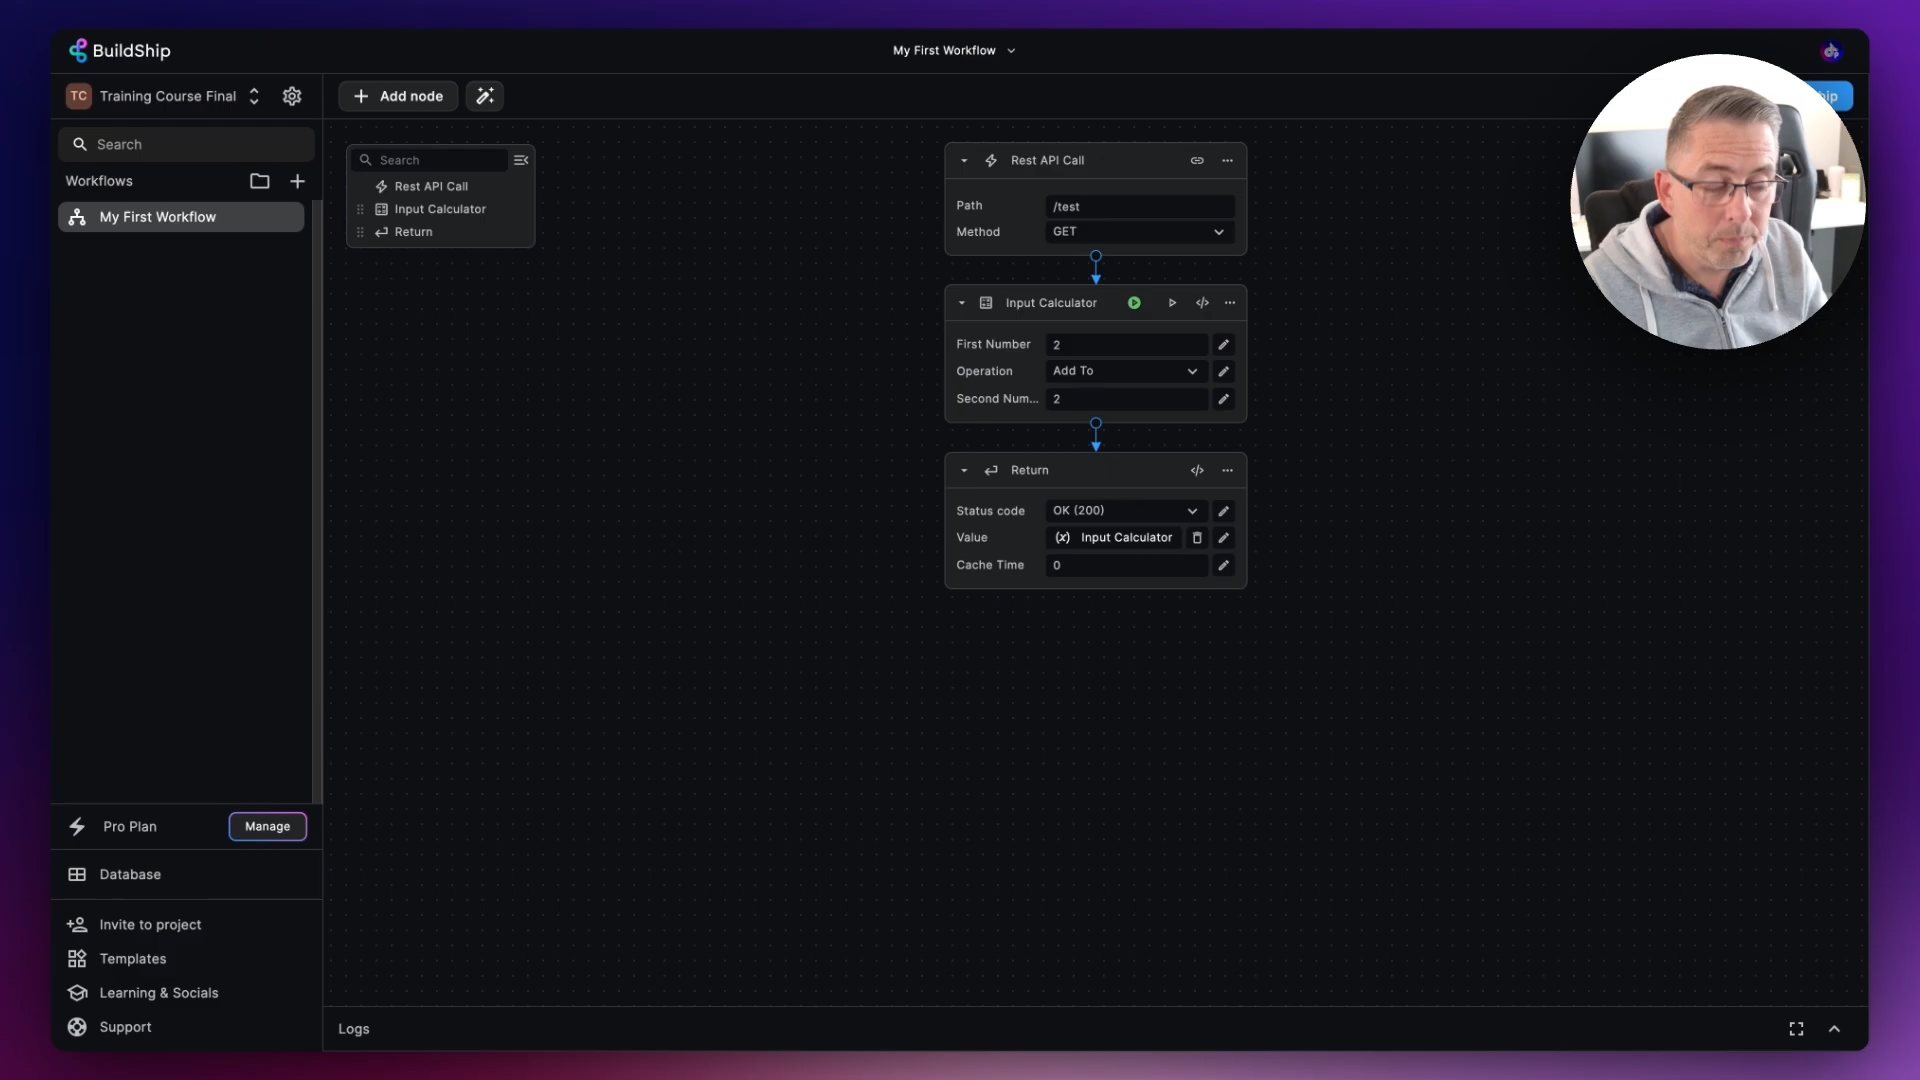 BuildShip
My First Workflow
TC Training Course Final
Add node
Search
Workflows
My First Workflow
Search
Rest API Call
Input Calculator
Return
Rest API Call
Path /test
Method GET
Input Calculator
First Number 2
Operation Add To
Second Num... 2
Return
Status code OK (200)
Value (x) Input Calculator
Cache Time 0
Pro Plan Manage
Database
Invite to project
Templates
Learning & Socials
Support
Logs